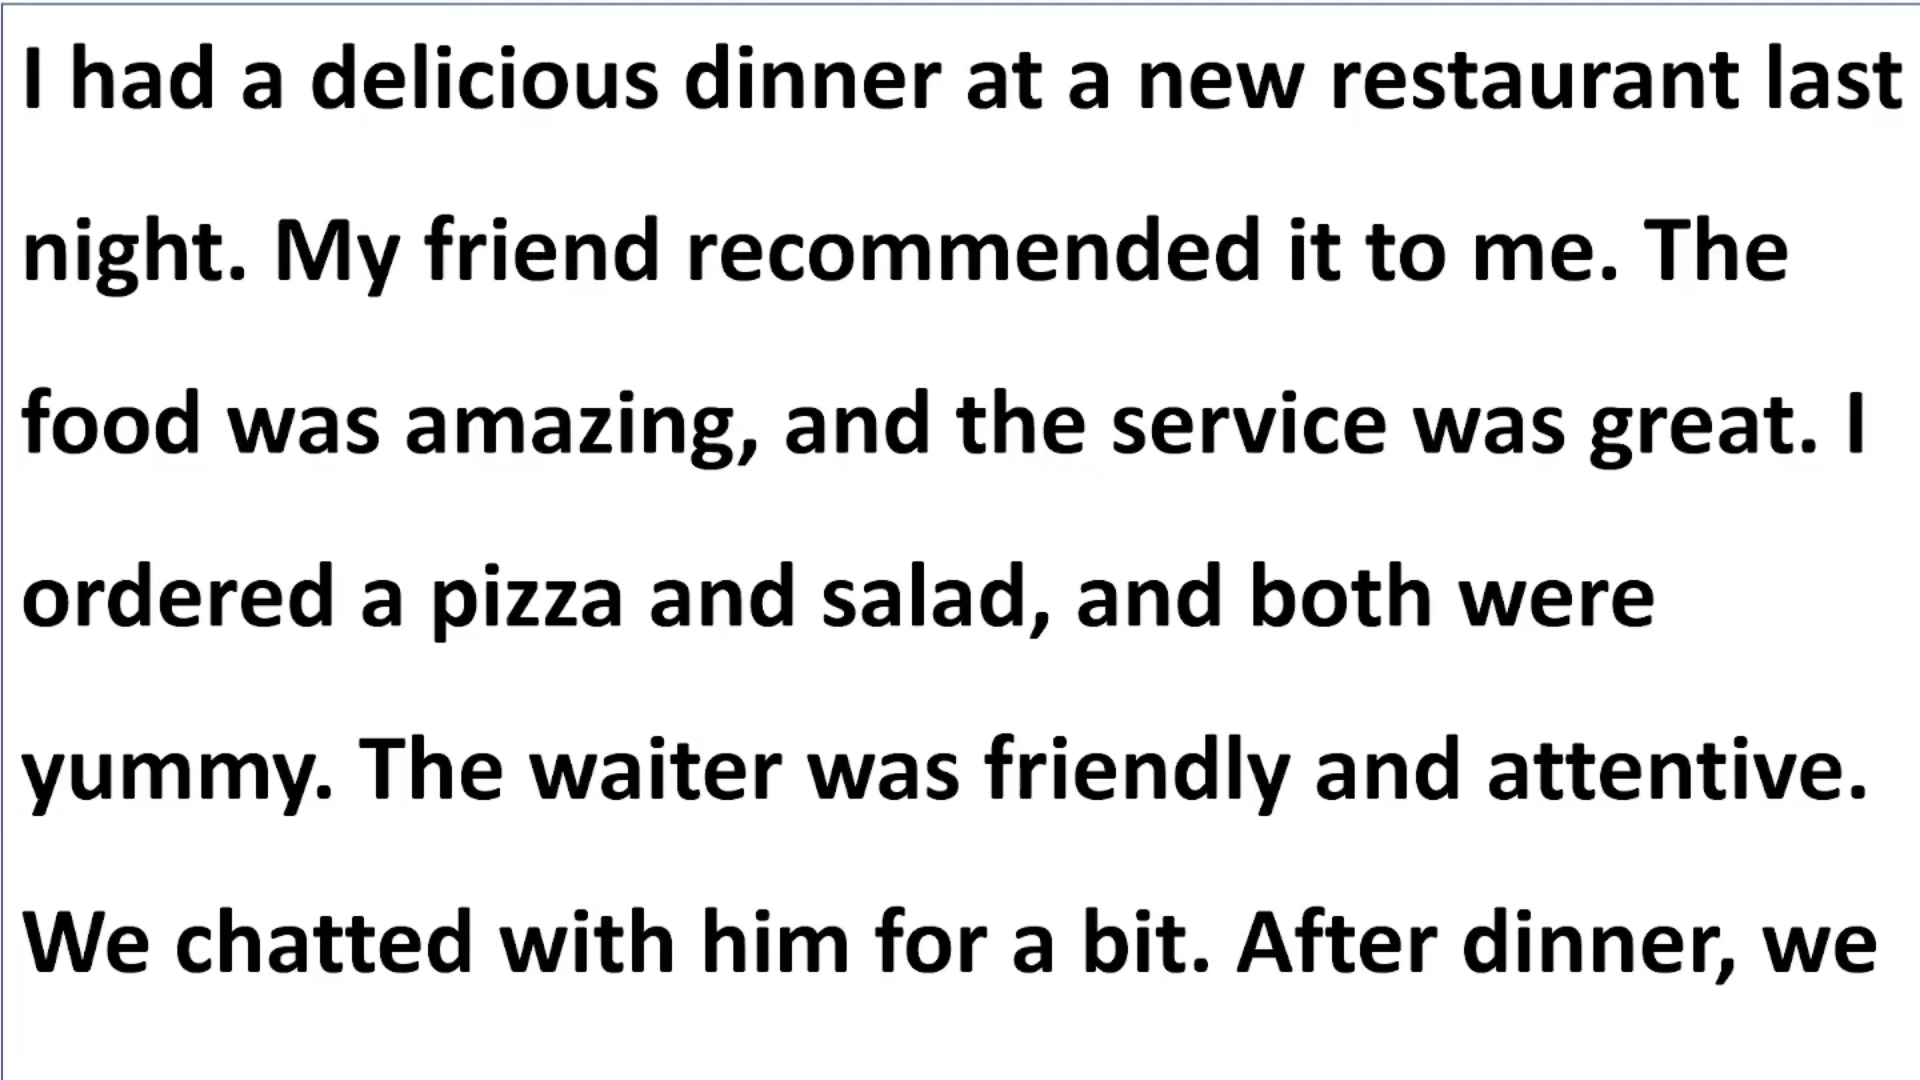 I had a delicious dinner at a new restaurant last
night. My friend recommended it to me. The
food was amazing, and the service was great. I
ordered a pizza and salad, and both were
yummy. The waiter was friendly and attentive.
We chatted with him for a bit. After dinner, we